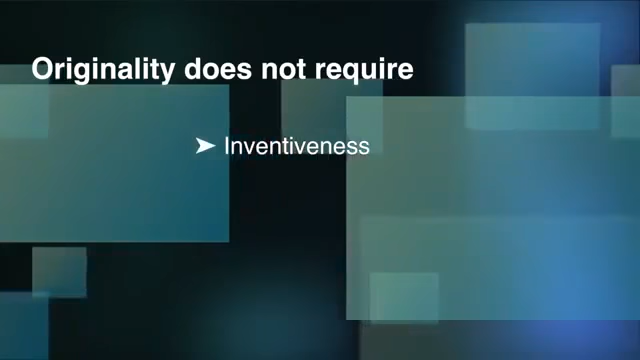 Originality does not require
➤ Inventiveness